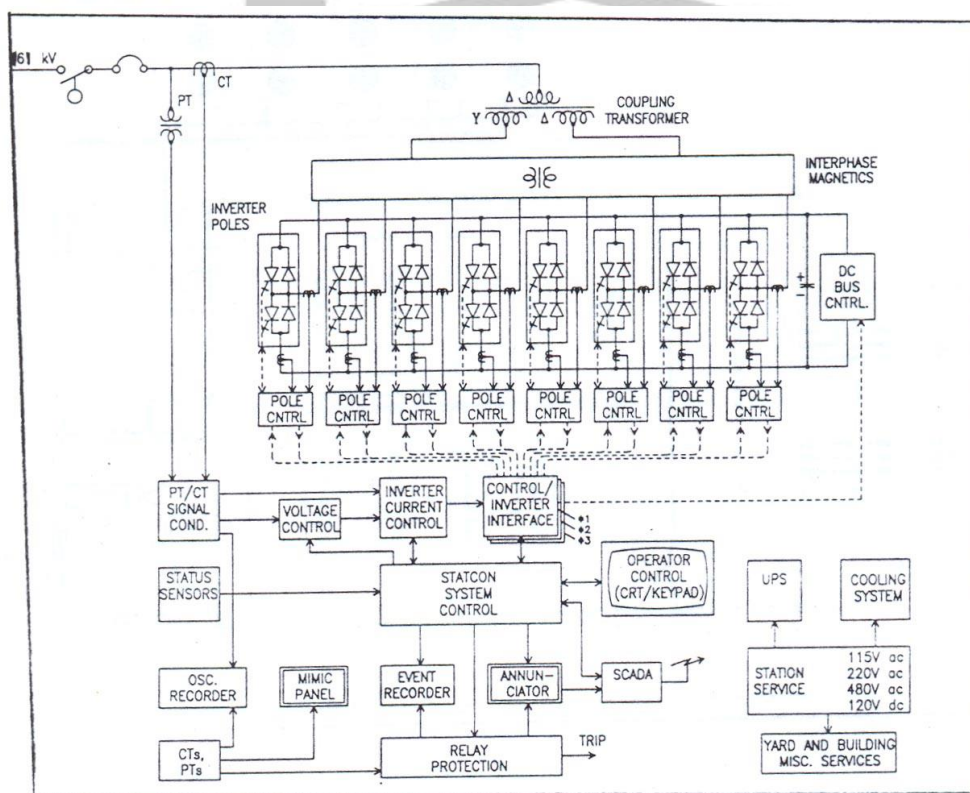 161 kV
CT
PT
Δ
Y Δ
COUPLING
TRANSFORMER
INTERPHASE
MAGNETICS
INVERTER
POLES
+
−
DC
BUS
CNTRL.
POLE
CNTRL
POLE
CNTRL
POLE
CNTRL
POLE
CNTRL
POLE
CNTRL
POLE
CNTRL
POLE
CNTRL
POLE
CNTRL
PT/CT
SIGNAL
COND.
VOLTAGE
CONTROL
INVERTER
CURRENT
CONTROL
CONTROL/
INVERTER
INTERFACE
ϕ1
ϕ2
ϕ3
STATUS
SENSORS
STATCON
SYSTEM
CONTROL
OPERATOR
CONTROL
(CRT/KEYPAD)
UPS
COOLING
SYSTEM
OSC.
RECORDER
MIMIC
PANEL
EVENT
RECORDER
ANNUN-
CIATOR
SCADA
STATION
SERVICE
115V ac
220V ac
480V ac
120V dc
CTs,
PTs
RELAY
PROTECTION
TRIP
YARD AND BUILDING
MISC. SERVICES